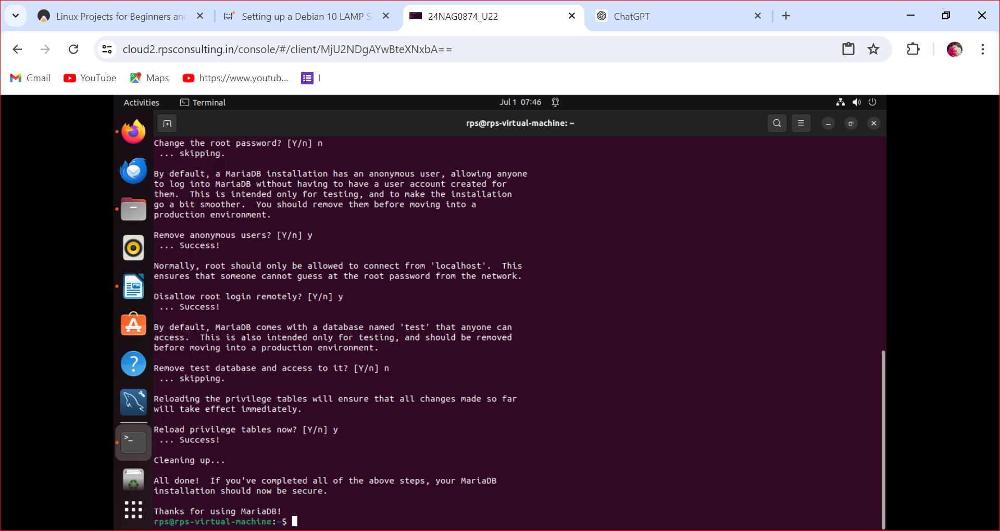 Linux Projects for Beginners and
Setting up a Debian 10 LAMP S
24NAG0874_U22
ChatGPT
cloud2.rpsconsulting.in/console/#/client/MjU2NDgAYwBteXNxbA==
Gmail
YouTube
Maps
https://www.youtub...
I
Activities
Terminal
Jul 1 07:46
rps@rps-virtual-machine: ~
Change the root password? [Y/n] n
... skipping.
By default, a MariaDB installation has an anonymous user, allowing anyone
to log into MariaDB without having to have a user account created for
them.  This is intended only for testing, and to make the installation
go a bit smoother.  You should remove them before moving into a
production environment.
Remove anonymous users? [Y/n] y
... Success!
Normally, root should only be allowed to connect from 'localhost'.  This
ensures that someone cannot guess at the root password from the network.
Disallow root login remotely? [Y/n] y
... Success!
By default, MariaDB comes with a database named 'test' that anyone can
access.  This is also intended only for testing, and should be removed
before moving into a production environment.
Remove test database and access to it? [Y/n] n
... skipping.
Reloading the privilege tables will ensure that all changes made so far
will take effect immediately.
Reload privilege tables now? [Y/n] y
... Success!
Cleaning up...
All done!  If you've completed all of the above steps, your MariaDB
installation should now be secure.
Thanks for using MariaDB!
rps@rps-virtual-machine:~$